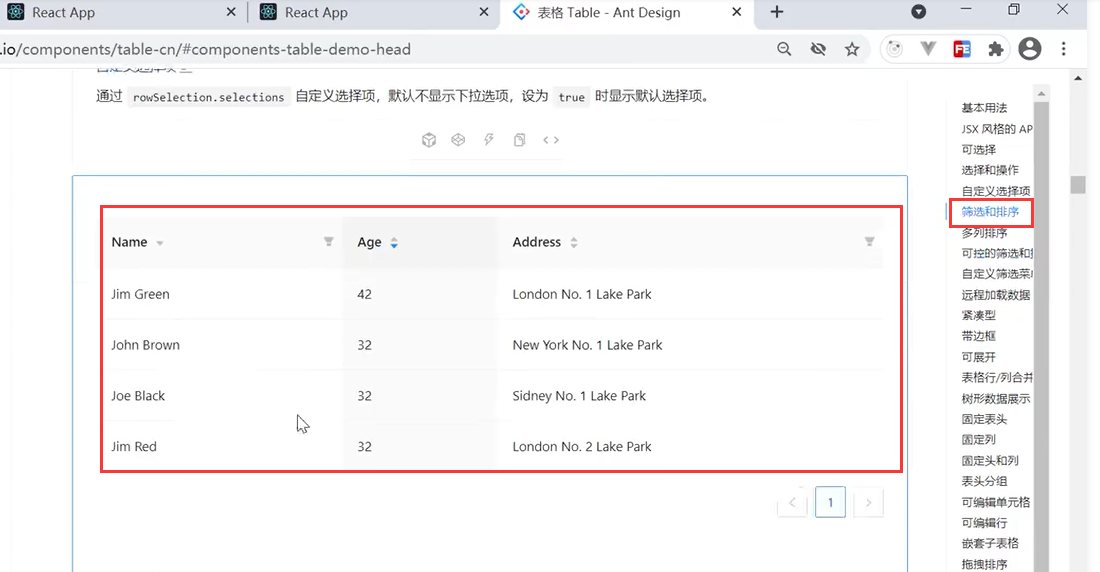 React App
React App
表格 Table - Ant Design
.io/components/table-cn/#components-table-demo-head
自定义选择项
通过 rowSelection.selections 自定义选择项，默认不显示下拉选项，设为 true 时显示默认选项。
Name Age Address
Jim Green 42 London No. 1 Lake Park
John Brown 32 New York No. 1 Lake Park
Joe Black 32 Sidney No. 1 Lake Park
Jim Red 32 London No. 2 Lake Park
< 1 >
基本用法
JSX 风格的 AP
可选择
选择和操作
自定义选择项
筛选和排序
多列排序
可控的筛选和
自定义筛选菜
远程加载数据
紧凑型
带边框
可展开
表格行/列合并
树形数据展示
固定表头
固定列
固定头和列
表头分组
可编辑单元格
可编辑行
嵌套子表格
拖拽排序